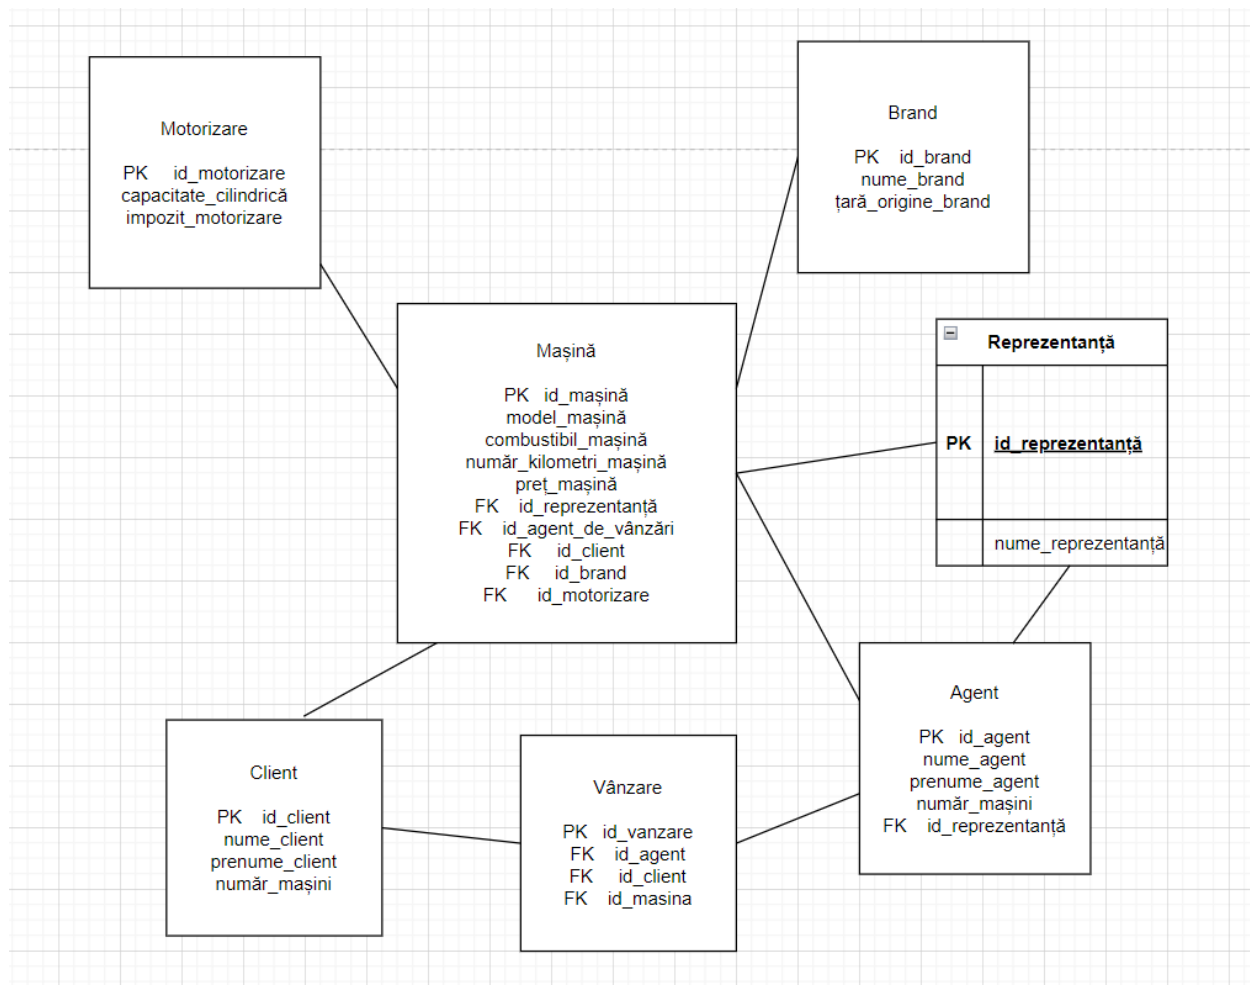 Motorizare
PK id_motorizare
capacitate_cilindrică
impozit_motorizare
Brand
PK id_brand
nume_brand
țară_origine_brand
Mașină
PK id_mașină
model_mașină
combustibil_mașină
număr_kilometri_mașină
preț_mașină
FK id_reprezentanță
FK id_agent_de_vânzări
FK id_client
FK id_brand
FK id_motorizare
Reprezentanță
PK id_reprezentanță
nume_reprezentanță
Client
PK id_client
nume_client
prenume_client
număr_mașini
Vânzare
PK id_vanzare
FK id_agent
FK id_client
FK id_masina
Agent
PK id_agent
nume_agent
prenume_agent
număr_mașini
FK id_reprezentanță